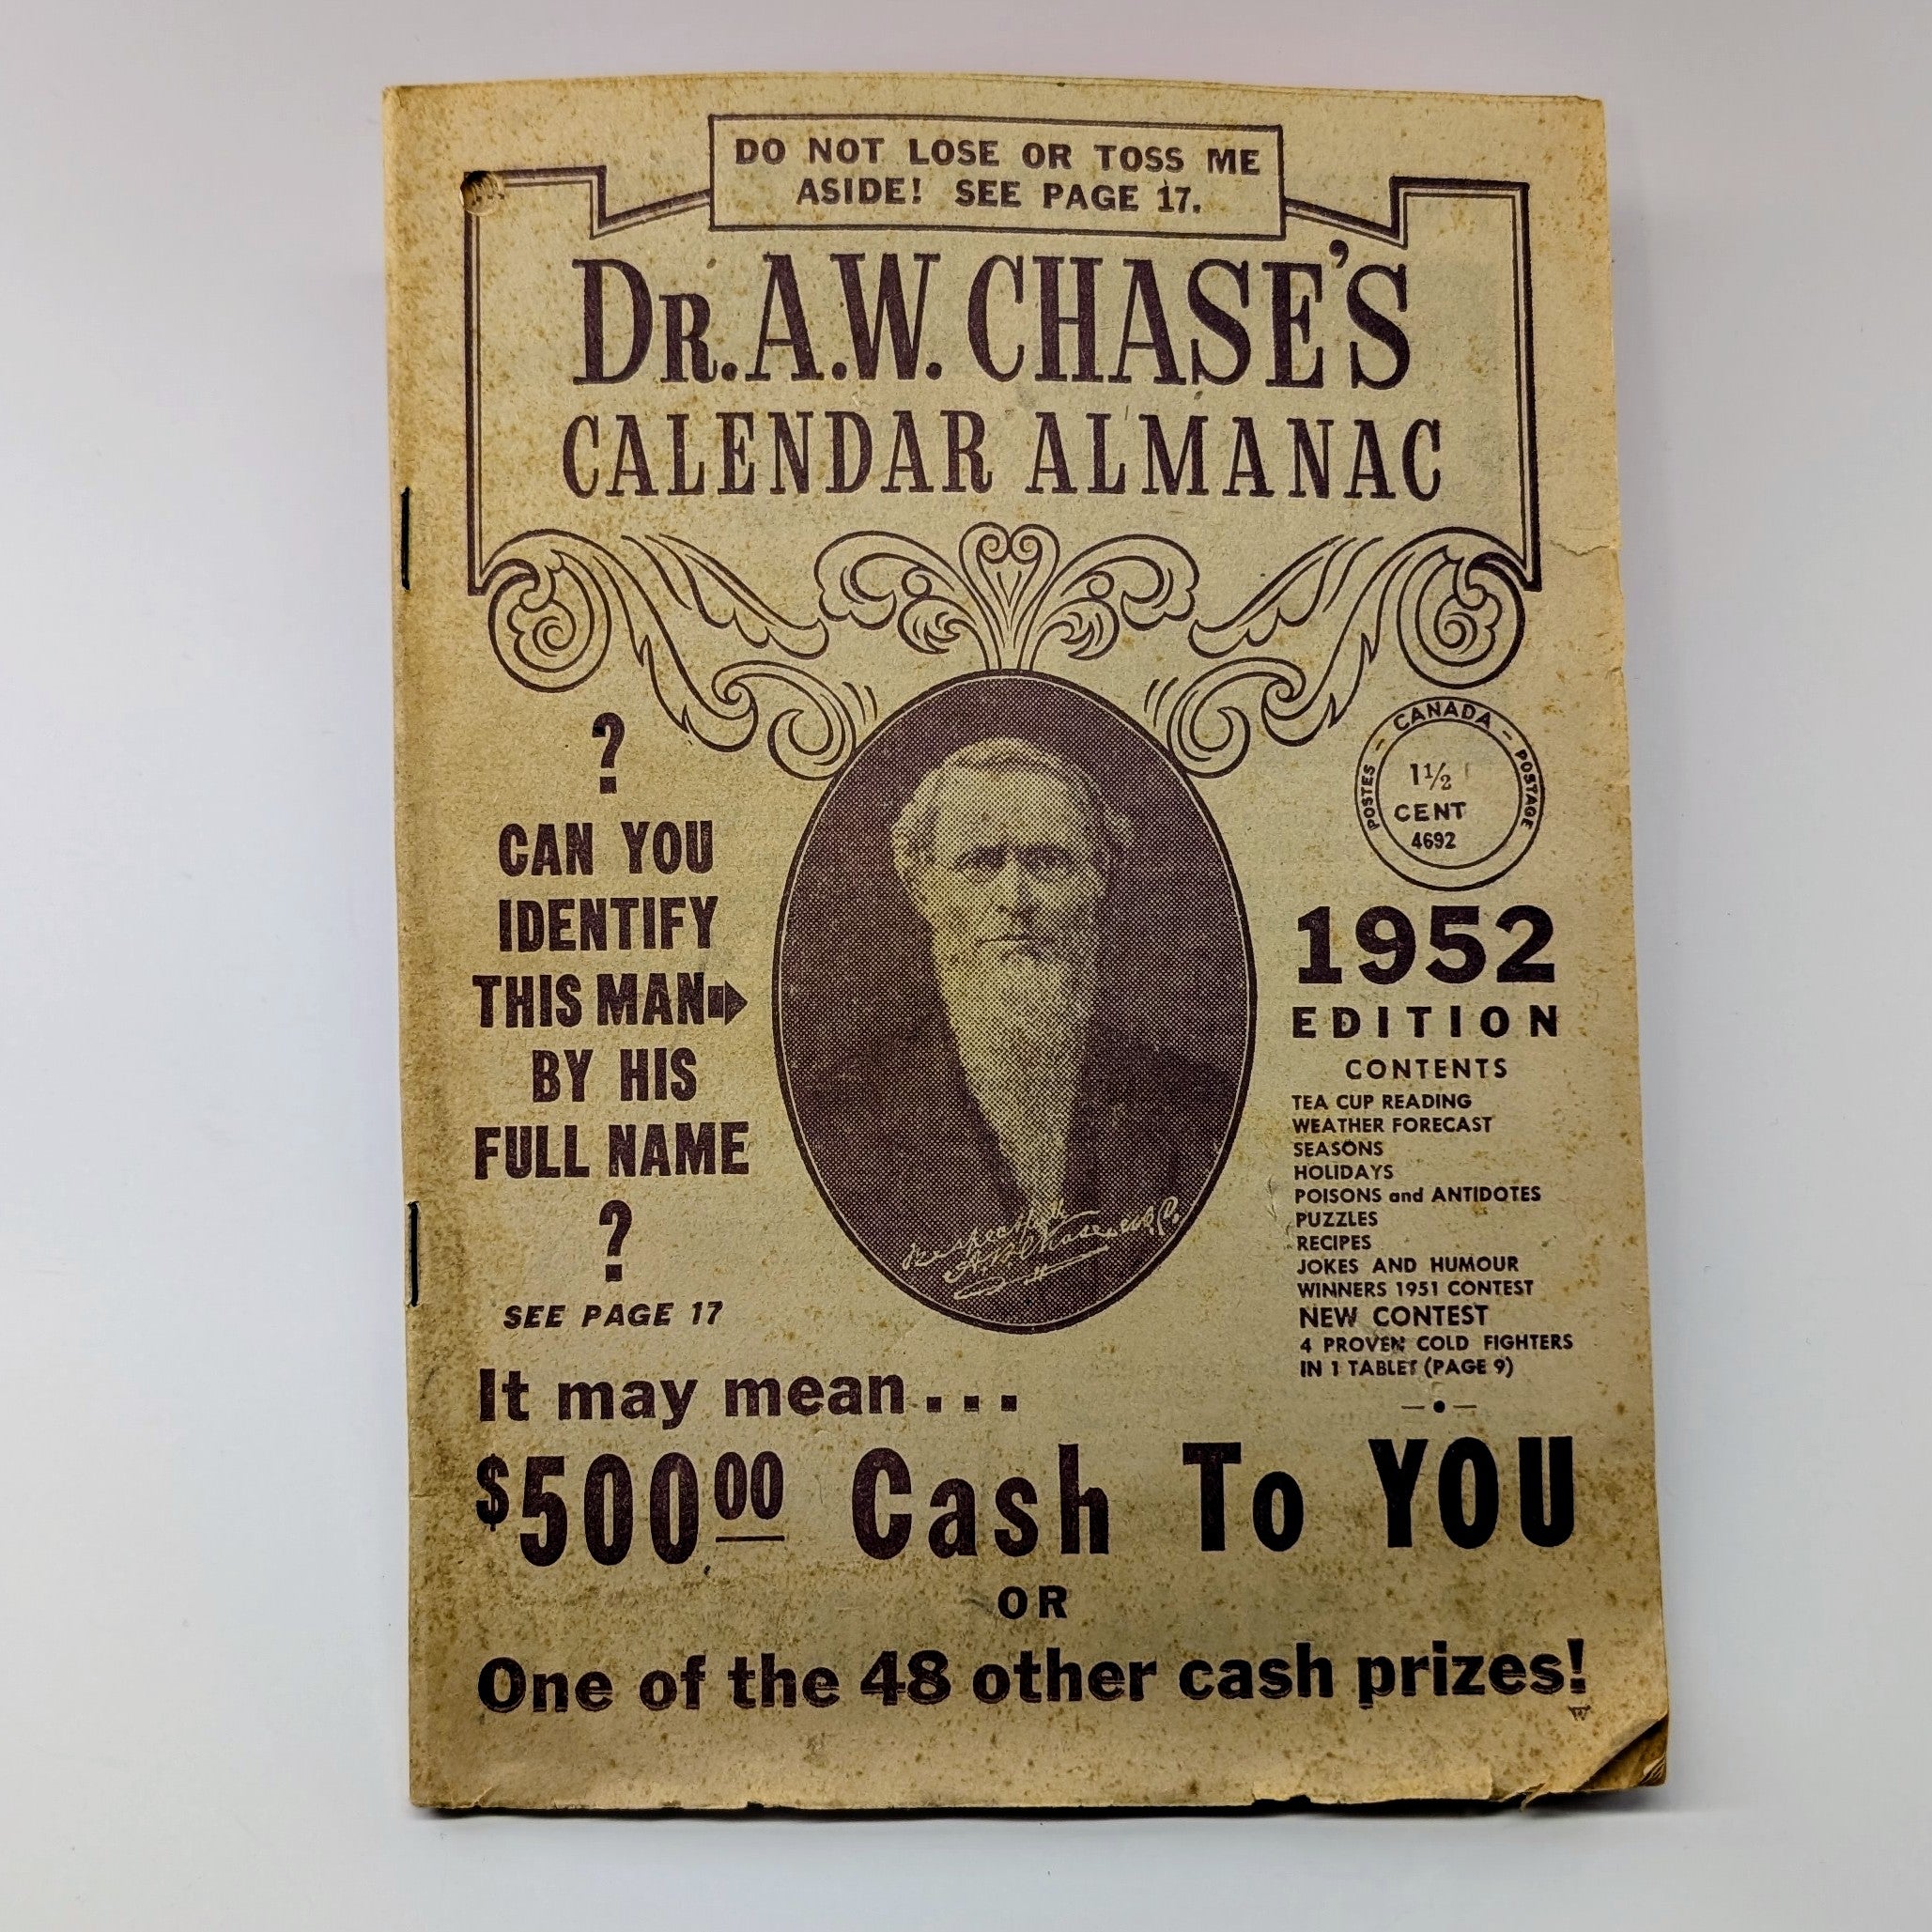 DO NOT LOSE OR TOSS ME
ASIDE! SEE PAGE 17.
DR. A.W. CHASE'S
CALENDAR ALMANAC
?
CAN YOU
IDENTIFY
THIS MAN
BY HIS
FULL NAME
?
SEE PAGE 17
Respectfully
A.W. Chase, M.D.
POSTES - CANADA - POSTAGE
1½
CENT
4692
1952
EDITION
CONTENTS
TEA CUP READING
WEATHER FORECAST
SEASONS
HOLIDAYS
POISONS and ANTIDOTES
PUZZLES
RECIPES
JOKES AND HUMOUR
WINNERS 1951 CONTEST
NEW CONTEST
4 PROVEN COLD FIGHTERS
IN 1 TABLET (PAGE 9)
It may mean...
$500.00 Cash To YOU
OR
One of the 48 other cash prizes!